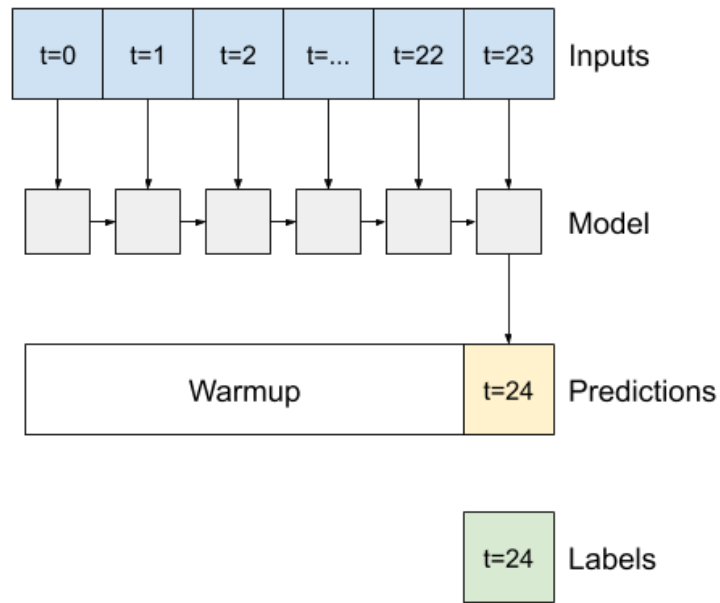 t=0 t=1 t=2 t=... t=22 t=23 Inputs
Model
Warmup t=24 Predictions
t=24 Labels